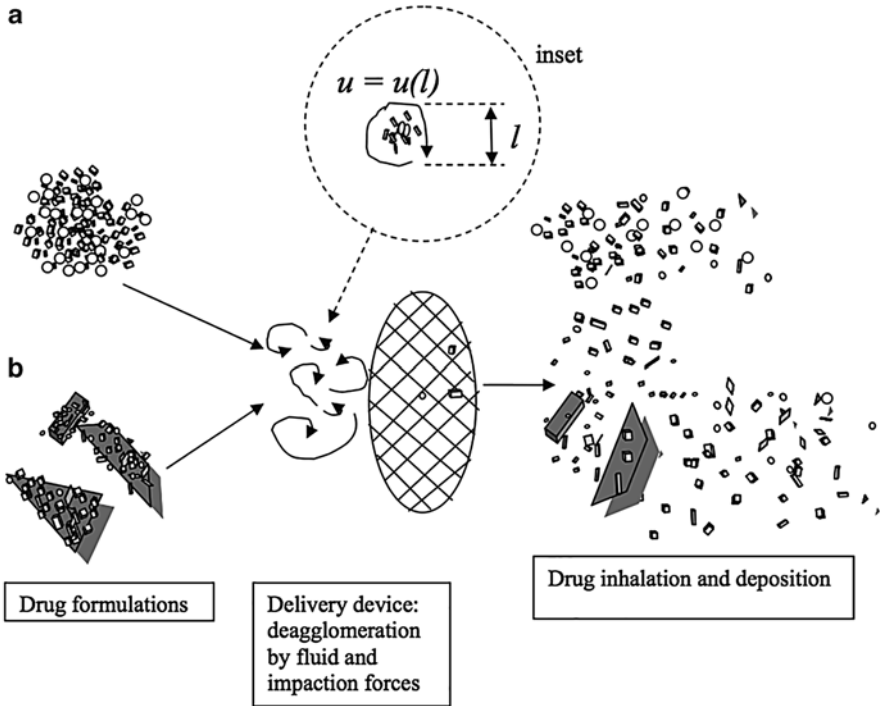 a
inset
u = u(l)
l
b
Drug formulations
Delivery device:
deagglomeration
by fluid and
impaction forces
Drug inhalation and deposition